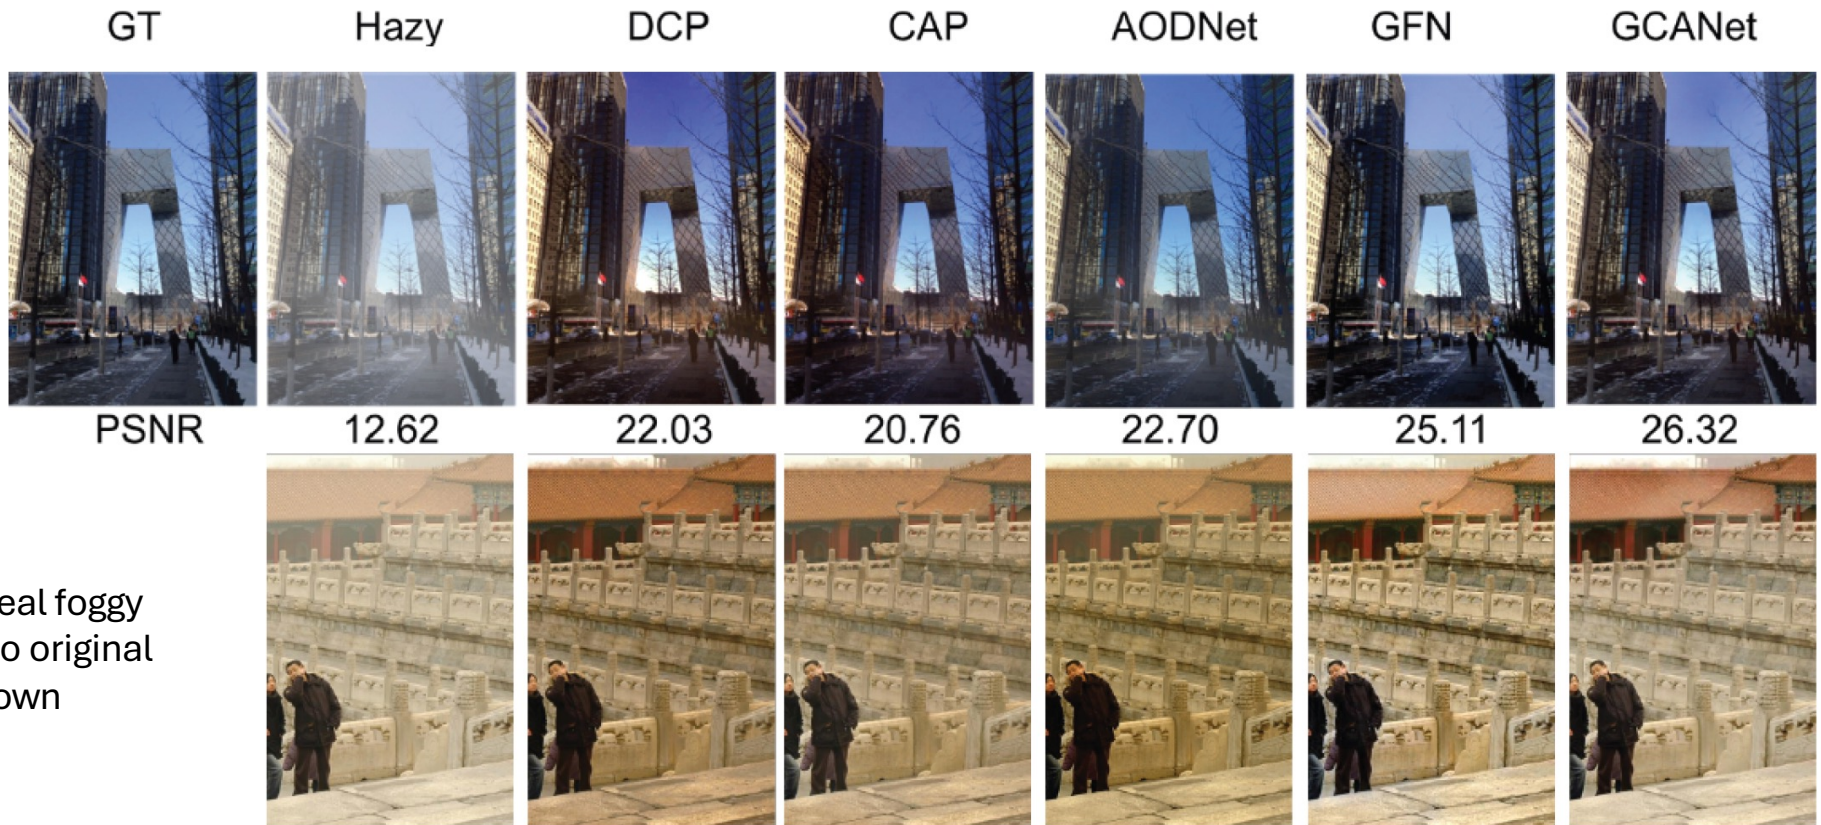 GT Hazy DCP CAP AODNet GFN GCANet
PSNR 12.62 22.03 20.76 22.70 25.11 26.32
eal foggy
o original
own